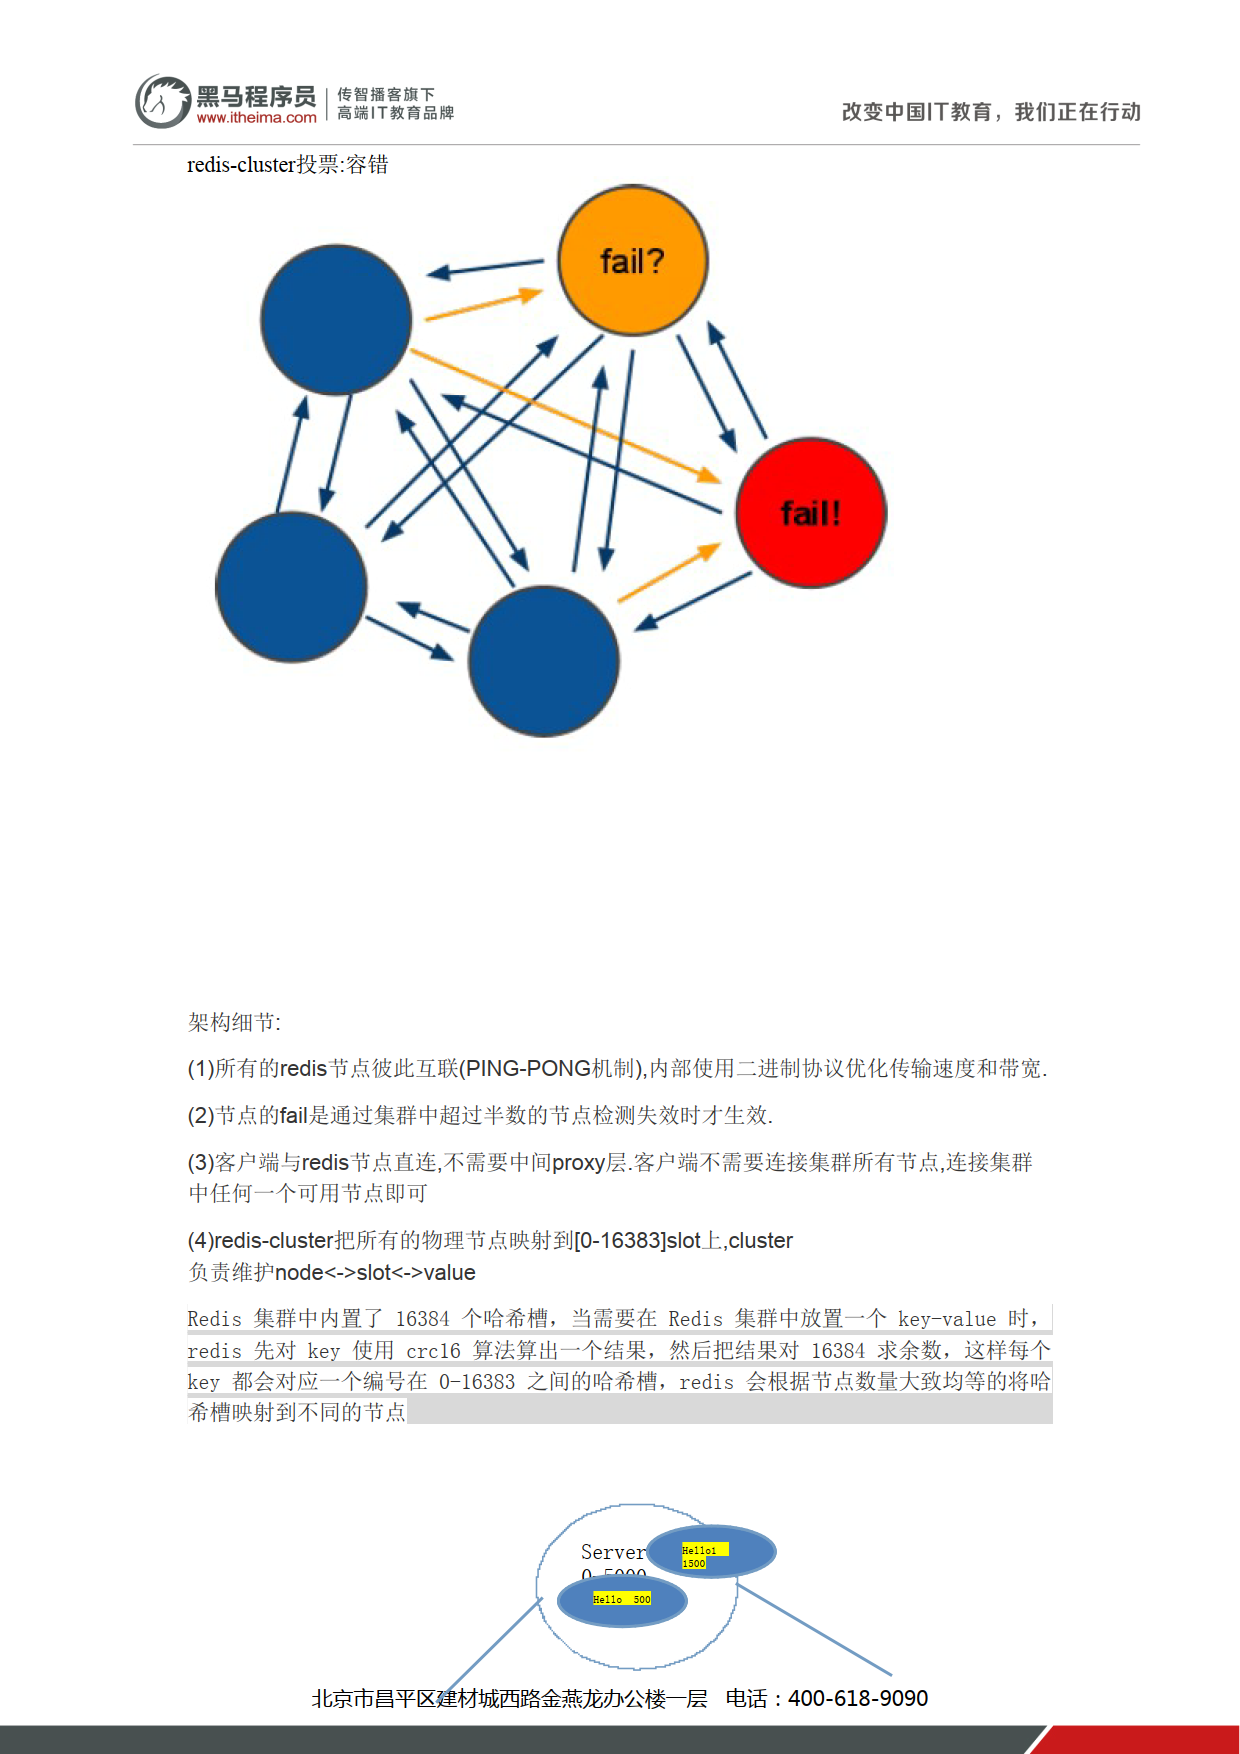 黑马程序员
www.itheima.com
传智播客旗下
高端IT教育品牌
改变中国IT教育，我们正在行动
redis-cluster投票:容错
fail?
fail!
架构细节:
(1)所有的redis节点彼此互联(PING-PONG机制),内部使用二进制协议优化传输速度和带宽.
(2)节点的fail是通过集群中超过半数的节点检测失效时才生效.
(3)客户端与redis节点直连,不需要中间proxy层.客户端不需要连接集群所有节点,连接集群
中任何一个可用节点即可
(4)redis-cluster把所有的物理节点映射到[0-16383]slot上,cluster
负责维护node<->slot<->value
Redis 集群中内置了 16384 个哈希槽，当需要在 Redis 集群中放置一个 key-value 时，
redis 先对 key 使用 crc16 算法算出一个结果，然后把结果对 16384 求余数，这样每个
key 都会对应一个编号在 0-16383 之间的哈希槽，redis 会根据节点数量大致均等的将哈
希槽映射到不同的节点
Server
0-5000
Hello1
1500
Hello 500
北京市昌平区建材城西路金燕龙办公楼一层 电话：400-618-9090